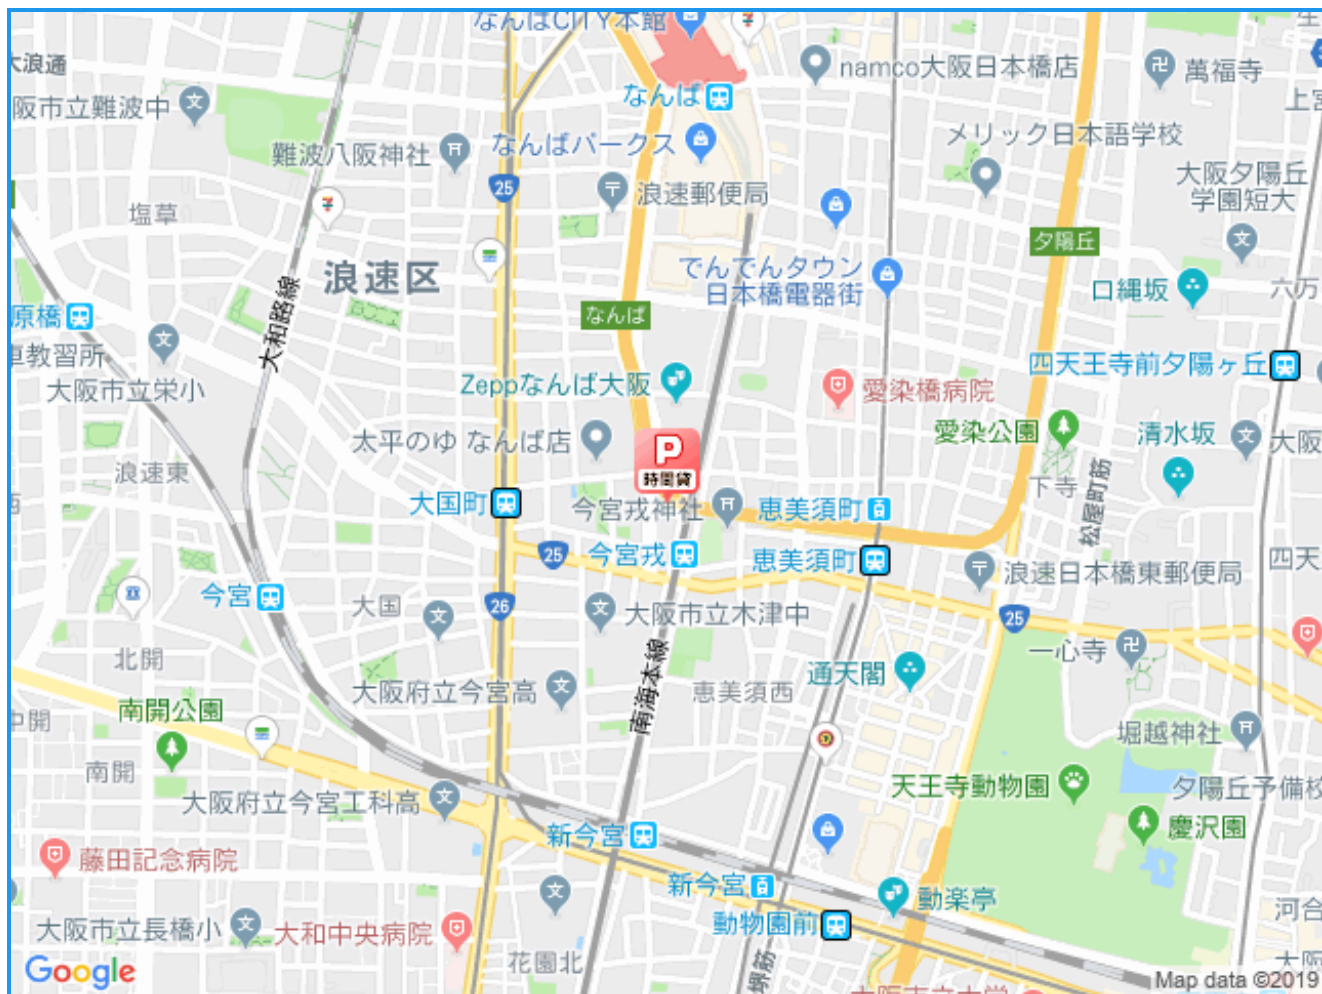 なんばCITY本館
大浪通
namco大阪日本橋店
萬福寺
なんば
大阪市立難波中
難波八阪神社
なんばパークス
メリック日本語学校
上宮
25
浪速郵便局
大阪夕陽丘
学園短大
塩草
夕陽丘
浪速区
でんでんタウン
日本橋電器街
口縄坂
六万
原橋
なんば
大和路線
車教習所
大阪市立栄小
四天王寺前夕陽ヶ丘
Zeppなんば大阪
愛染橋病院
太平のゆ なんば店
P
時間貸
愛染公園
清水坂
大阪
浪速東
下寺
松屋町筋
大国町
今宮戎神社
恵美須町
25
今宮戎
恵美須町
浪速日本橋東郵便局
四天
今宮
大国
26
大阪市立木津中
25
一心寺
北開
大阪府立今宮高
南海本線
恵美須西
通天閣
中開
南開公園
堀越神社
南開
天王寺動物園
夕陽丘予備校
大阪府立今宮工科高
新今宮
慶沢園
藤田記念病院
新今宮
動楽亭
大阪市立長橋小
大和中央病院
動物園前
河合
花園北
堺筋
大阪
Google
大阪市立大学
Map data ©2019